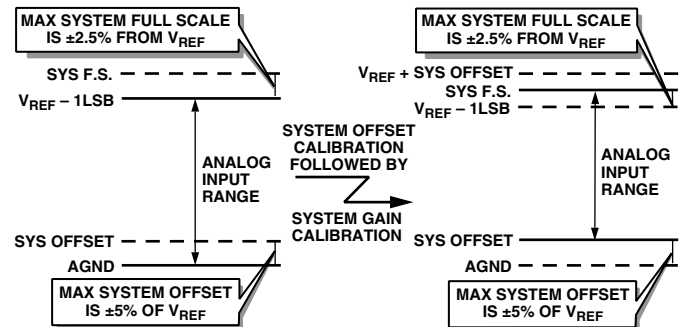 MAX SYSTEM FULL SCALE
IS ±2.5% FROM VREF
SYS F.S.
VREF – 1LSB
ANALOG
INPUT
RANGE
SYS OFFSET
AGND
MAX SYSTEM OFFSET
IS ±5% OF VREF
SYSTEM OFFSET
CALIBRATION
FOLLOWED BY
SYSTEM GAIN
CALIBRATION
MAX SYSTEM FULL SCALE
IS ±2.5% FROM VREF
VREF + SYS OFFSET
SYS F.S.
VREF – 1LSB
ANALOG
INPUT
RANGE
SYS OFFSET
AGND
MAX SYSTEM OFFSET
IS ±5% OF VREF